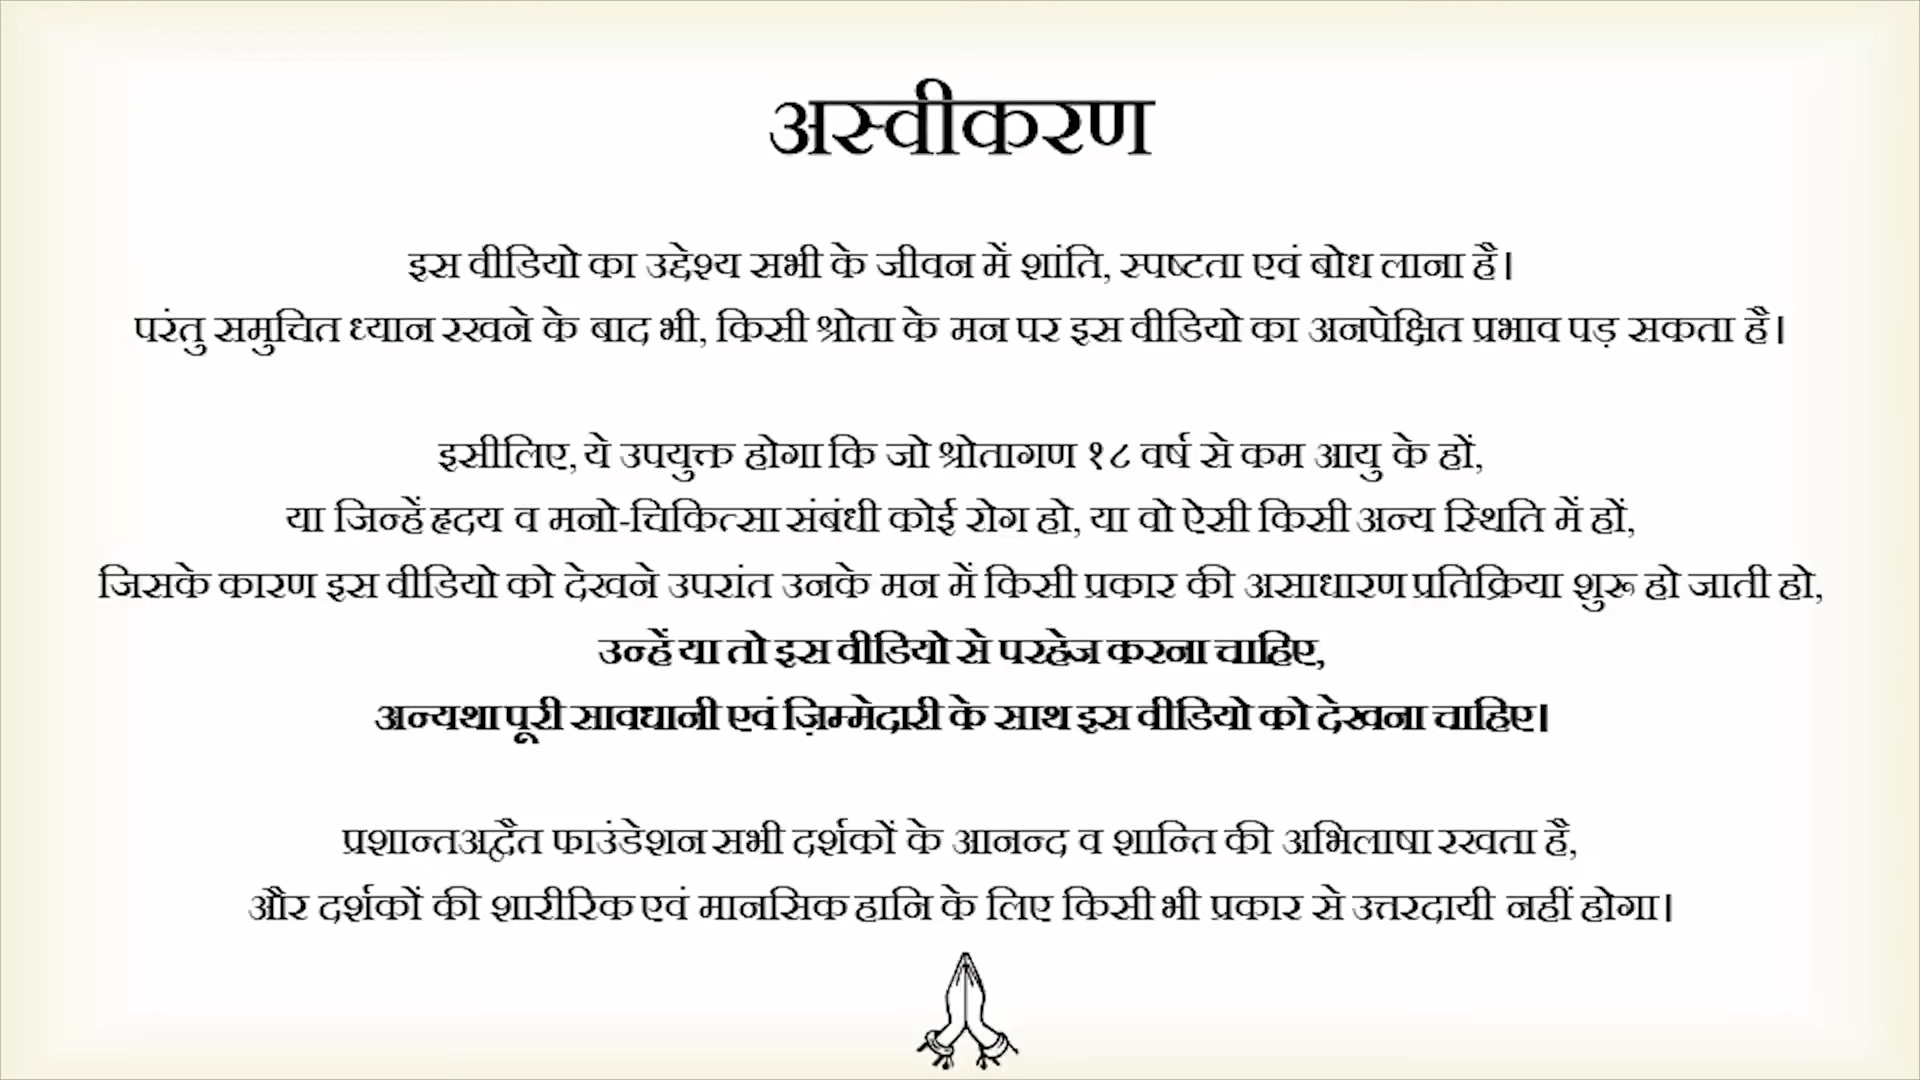 अस्वीकरण
इस वीडियो का उद्देश्य सभी के जीवन में शांति, स्पष्टता एवं बोध लाना है।
परंतु समुचित ध्यान रखने के बाद भी, किसी श्रोता के मन पर इस वीडियो का अनपेक्षित प्रभाव पड़ सकता है।
इसीलिए, ये उपयुक्त होगा कि जो श्रोतागण १८ वर्ष से कम आयु के हों,
या जिन्हें हृदय व मनो-चिकित्सा संबंधी कोई रोग हो, या वो ऐसी किसी अन्य स्थिति में हों,
जिसके कारण इस वीडियो को देखने उपरांत उनके मन में किसी प्रकार की असाधारण प्रतिक्रिया शुरू हो जाती हो,
उन्हें या तो इस वीडियो से परहेज करना चाहिए,
अन्यथा पूरी सावधानी एवं ज़िम्मेदारी के साथ इस वीडियो को देखना चाहिए।
प्रशान्तअद्वैत फाउंडेशन सभी दर्शकों के आनन्द व शान्ति की अभिलाषा रखता है,
और दर्शकों की शारीरिक एवं मानसिक हानि के लिए किसी भी प्रकार से उत्तरदायी नहीं होगा।